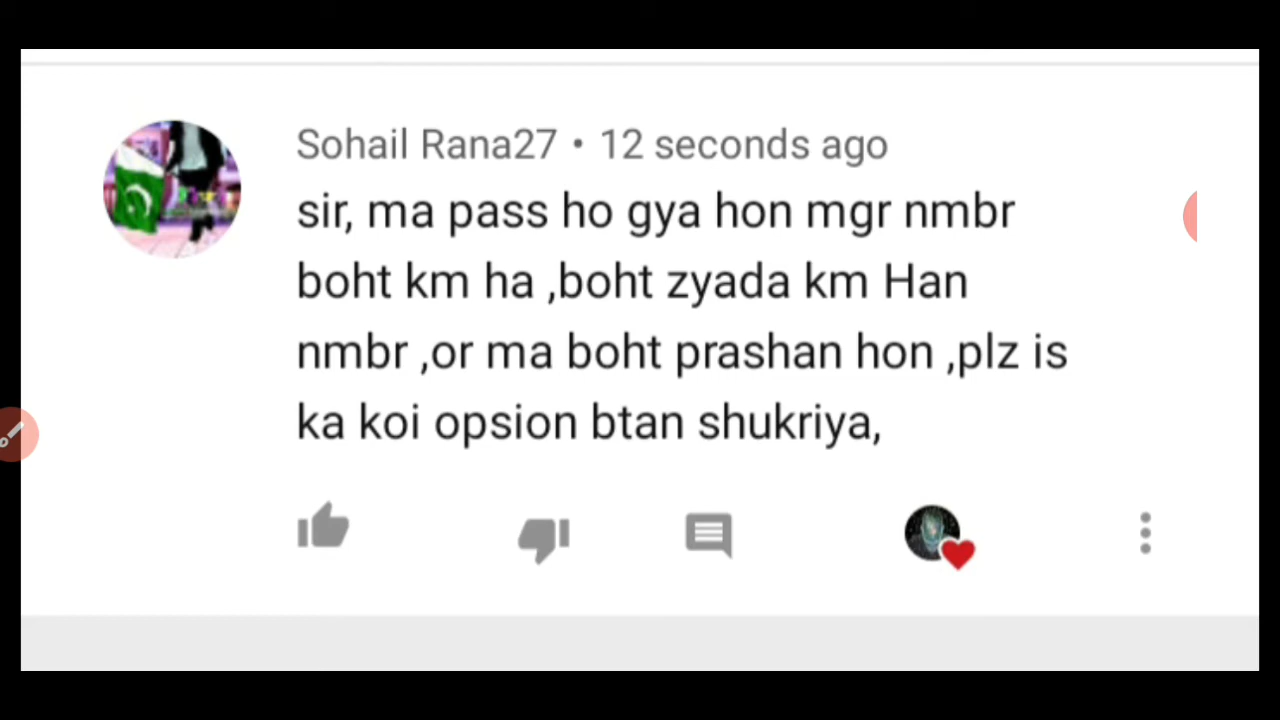 Sohail Rana27 • 12 seconds ago
sir, ma pass ho gya hon mgr nmbr
boht km ha ,boht zyada km Han
nmbr ,or ma boht prashan hon ,plz is
ka koi opsion btan shukriya,